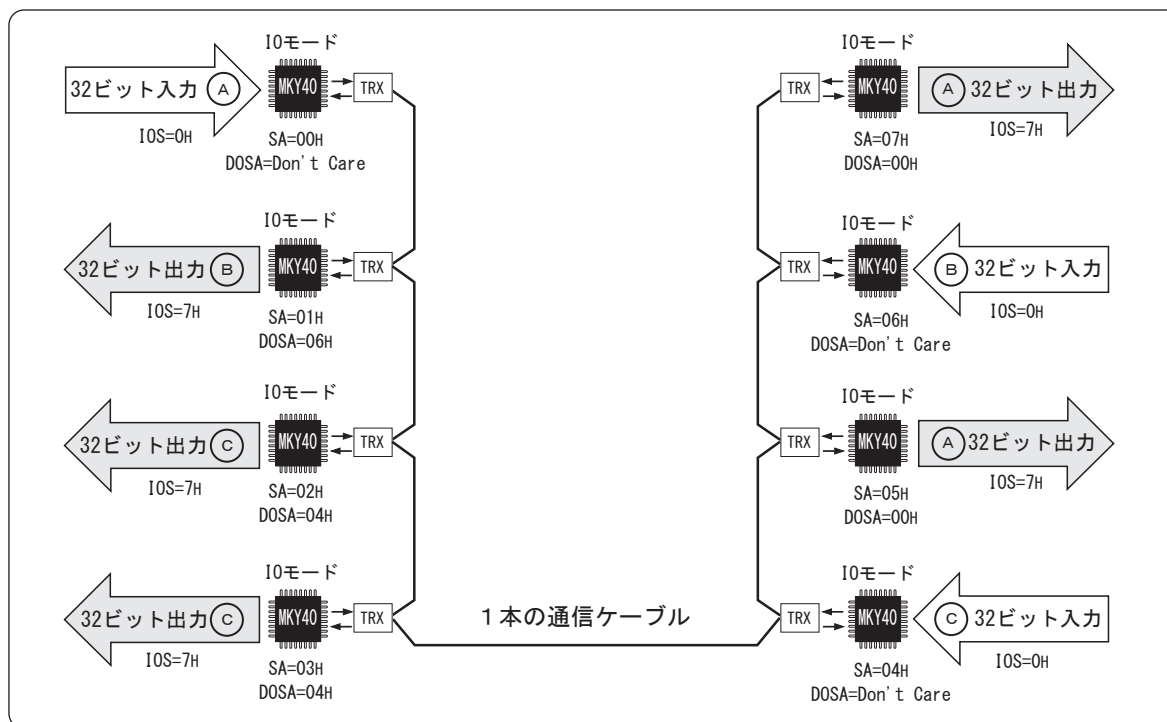 IOモード
32ビット入力 A
MKY40
TRX
IOS=0H
SA=00H
DOSA=Don't Care
IOモード
TRX
MKY40
A 32ビット出力
IOS=7H
SA=07H
DOSA=00H
IOモード
32ビット出力 B
MKY40
TRX
IOS=7H
SA=01H
DOSA=06H
IOモード
TRX
MKY40
B 32ビット入力
IOS=0H
SA=06H
DOSA=Don't Care
IOモード
32ビット出力 C
MKY40
TRX
IOS=7H
SA=02H
DOSA=04H
IOモード
TRX
MKY40
A 32ビット出力
IOS=7H
SA=05H
DOSA=00H
IOモード
32ビット出力 C
MKY40
TRX
IOS=7H
SA=03H
DOSA=04H
1本の通信ケーブル
IOモード
TRX
MKY40
C 32ビット入力
IOS=0H
SA=04H
DOSA=Don't Care